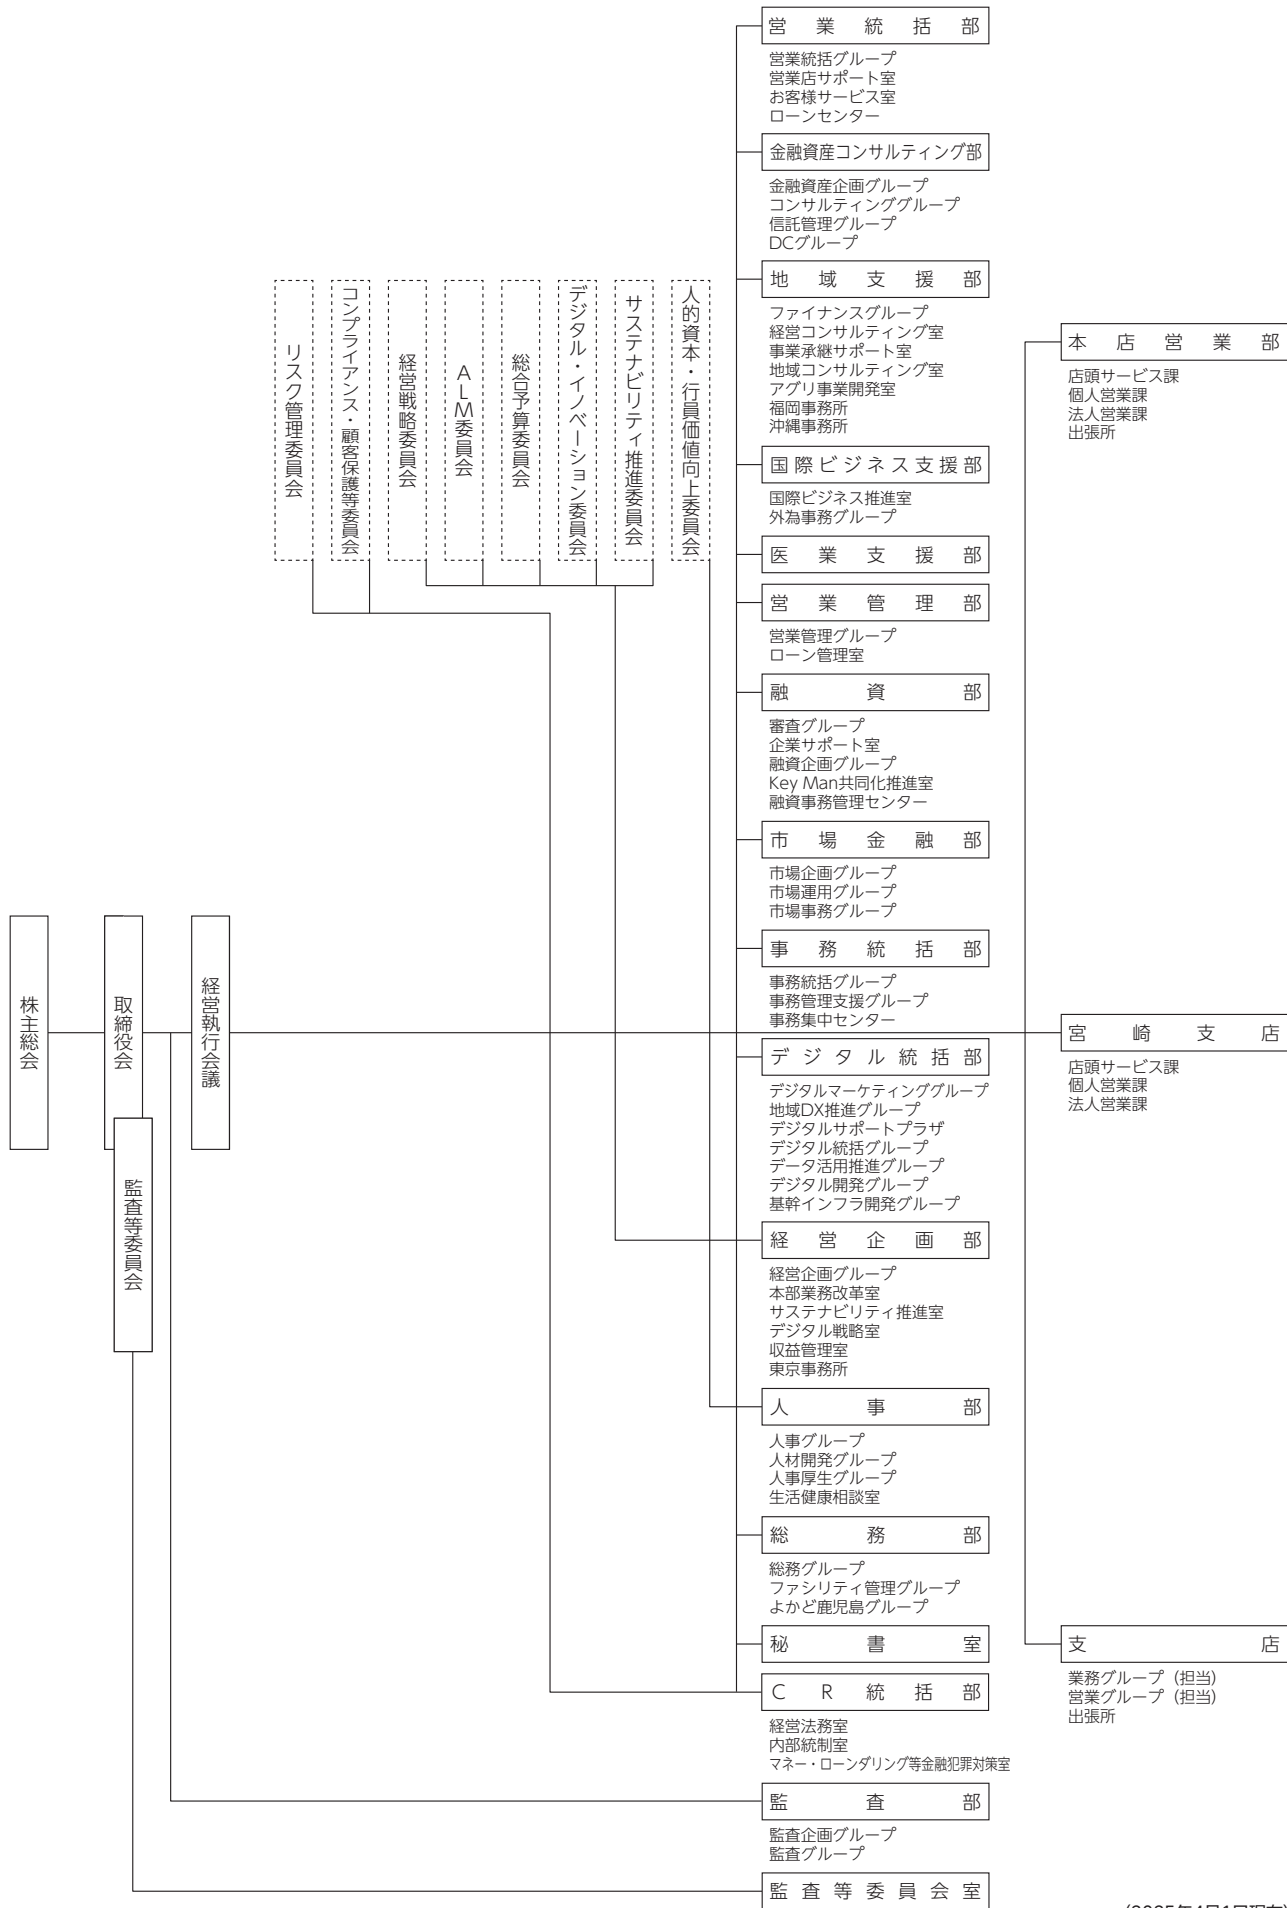 株主総会
取締役会
監査等委員会
経営執行会議
リスク管理委員会
コンプライアンス・顧客保護等委員会
経営戦略委員会
ALM委員会
総合予算委員会
デジタル・イノベーション委員会
サステナビリティ推進委員会
人的資本・行員価値向上委員会
営業統括部
営業統括グループ
営業店サポート室
お客様サービス室
ローンセンター
金融資産コンサルティング部
金融資産企画グループ
コンサルティンググループ
信託管理グループ
DCグループ
地域支援部
ファイナンスグループ
経営コンサルティング室
事業承継サポート室
地域コンサルティング室
アグリ事業開発室
福岡事務所
沖縄事務所
国際ビジネス支援部
国際ビジネス推進室
外為事務グループ
医業支援部
営業管理部
営業管理グループ
ローン管理室
融資部
審査グループ
企業サポート室
融資企画グループ
Key Man共同化推進室
融資事務管理センター
市場金融部
市場企画グループ
市場運用グループ
市場事務グループ
事務統括部
事務統括グループ
事務管理支援グループ
事務集中センター
デジタル統括部
デジタルマーケティンググループ
地域DX推進グループ
デジタルサポートプラザ
デジタル統括グループ
データ活用推進グループ
デジタル開発グループ
基幹インフラ開発グループ
経営企画部
経営企画グループ
本部業務改革室
サステナビリティ推進室
デジタル戦略室
収益管理室
東京事務所
人事部
人事グループ
人材開発グループ
人事厚生グループ
生活健康相談室
総務部
総務グループ
ファシリティ管理グループ
よかど鹿児島グループ
秘書室
CR統括部
経営法務室
内部統制室
マネー・ローンダリング等金融犯罪対策室
監査部
監査企画グループ
監査グループ
監査等委員会室
本店営業部
店頭サービス課
個人営業課
法人営業課
出張所
宮崎支店
店頭サービス課
個人営業課
法人営業課
支店
業務グループ（担当）
営業グループ（担当）
出張所